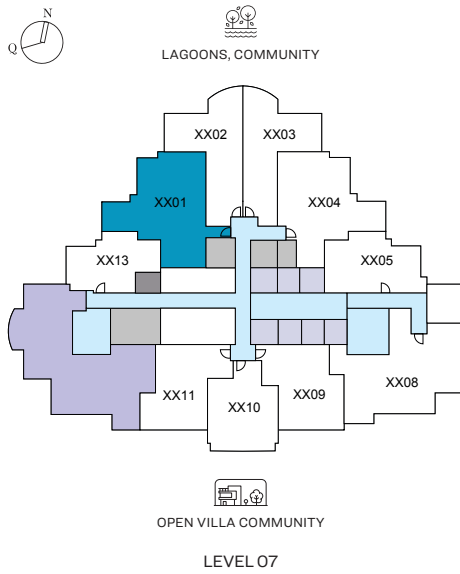 N
Q
LAGOONS, COMMUNITY
XX02
XX03
XX01
XX04
XX13
XX05
XX11
XX10
XX09
XX08
OPEN VILLA COMMUNITY
LEVEL 07